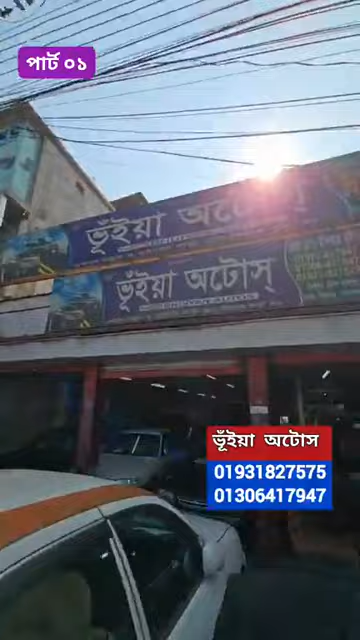 পার্ট ০১
ভূঁইয়া অটোস্
ভূঁইয়া অটোস্
ভূঁইয়া অটোস
01931827575
01306417947